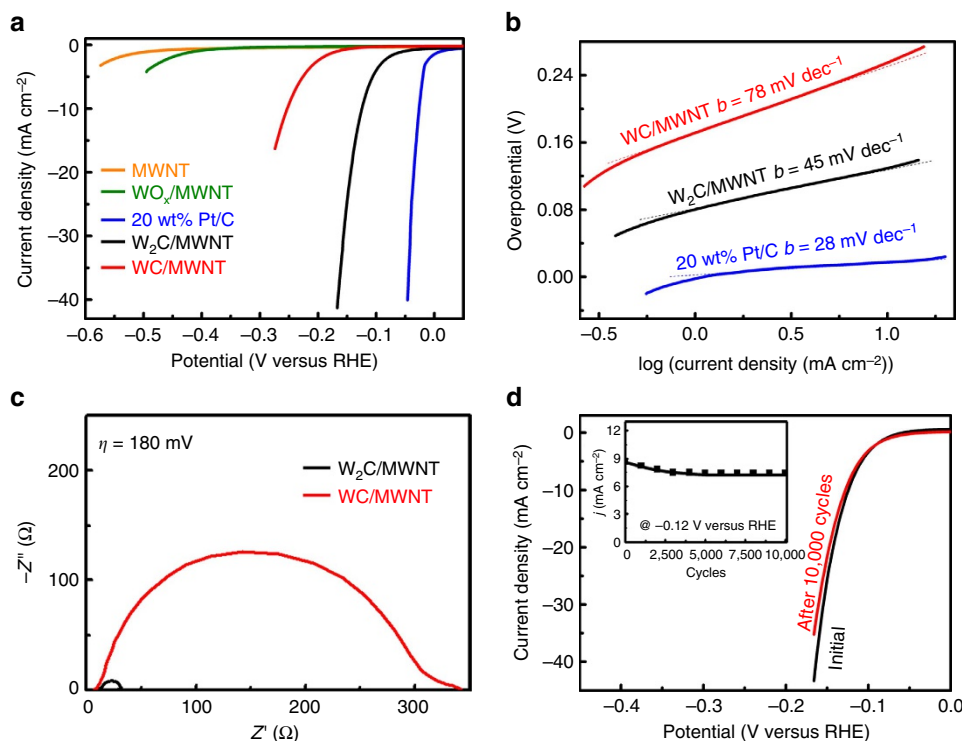 a
0
−10
−20
−30
−40
Current density (mA cm⁻²)
MWNT
WOₓ/MWNT
20 wt% Pt/C
W₂C/MWNT
WC/MWNT
−0.6 −0.5 −0.4 −0.3 −0.2 −0.1 0.0
Potential (V versus RHE)
b
0.24
0.16
0.08
0.00
Overpotential (V)
WC/MWNT b = 78 mV dec⁻¹
W₂C/MWNT b = 45 mV dec⁻¹
20 wt% Pt/C b = 28 mV dec⁻¹
−0.5 0.0 0.5 1.0
log (current density (mA cm⁻²))
c
η = 180 mV
200
100
0
−Z″ (Ω)
W₂C/MWNT
WC/MWNT
0 100 200 300
Z′ (Ω)
d
0
−10
−20
−30
−40
Current density (mA cm⁻²)
12
9
6
3
0
j (mA cm⁻²)
@ −0.12 V versus RHE
0 2,500 5,000 7,500 10,000
Cycles
After 10,000 cycles
Initial
−0.4 −0.3 −0.2 −0.1 0.0
Potential (V versus RHE)